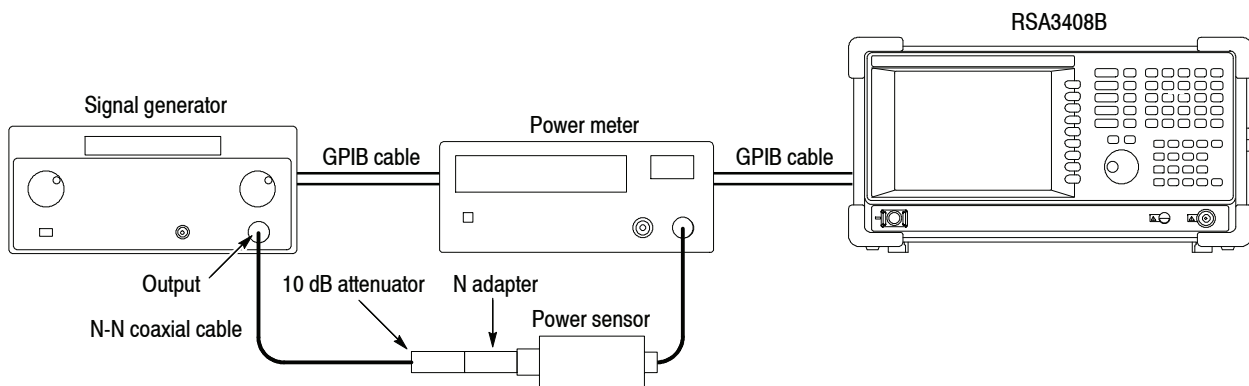 RSA3408B
Signal generator
Power meter
GPIB cable
GPIB cable
Output
10 dB attenuator
N adapter
N-N coaxial cable
Power sensor